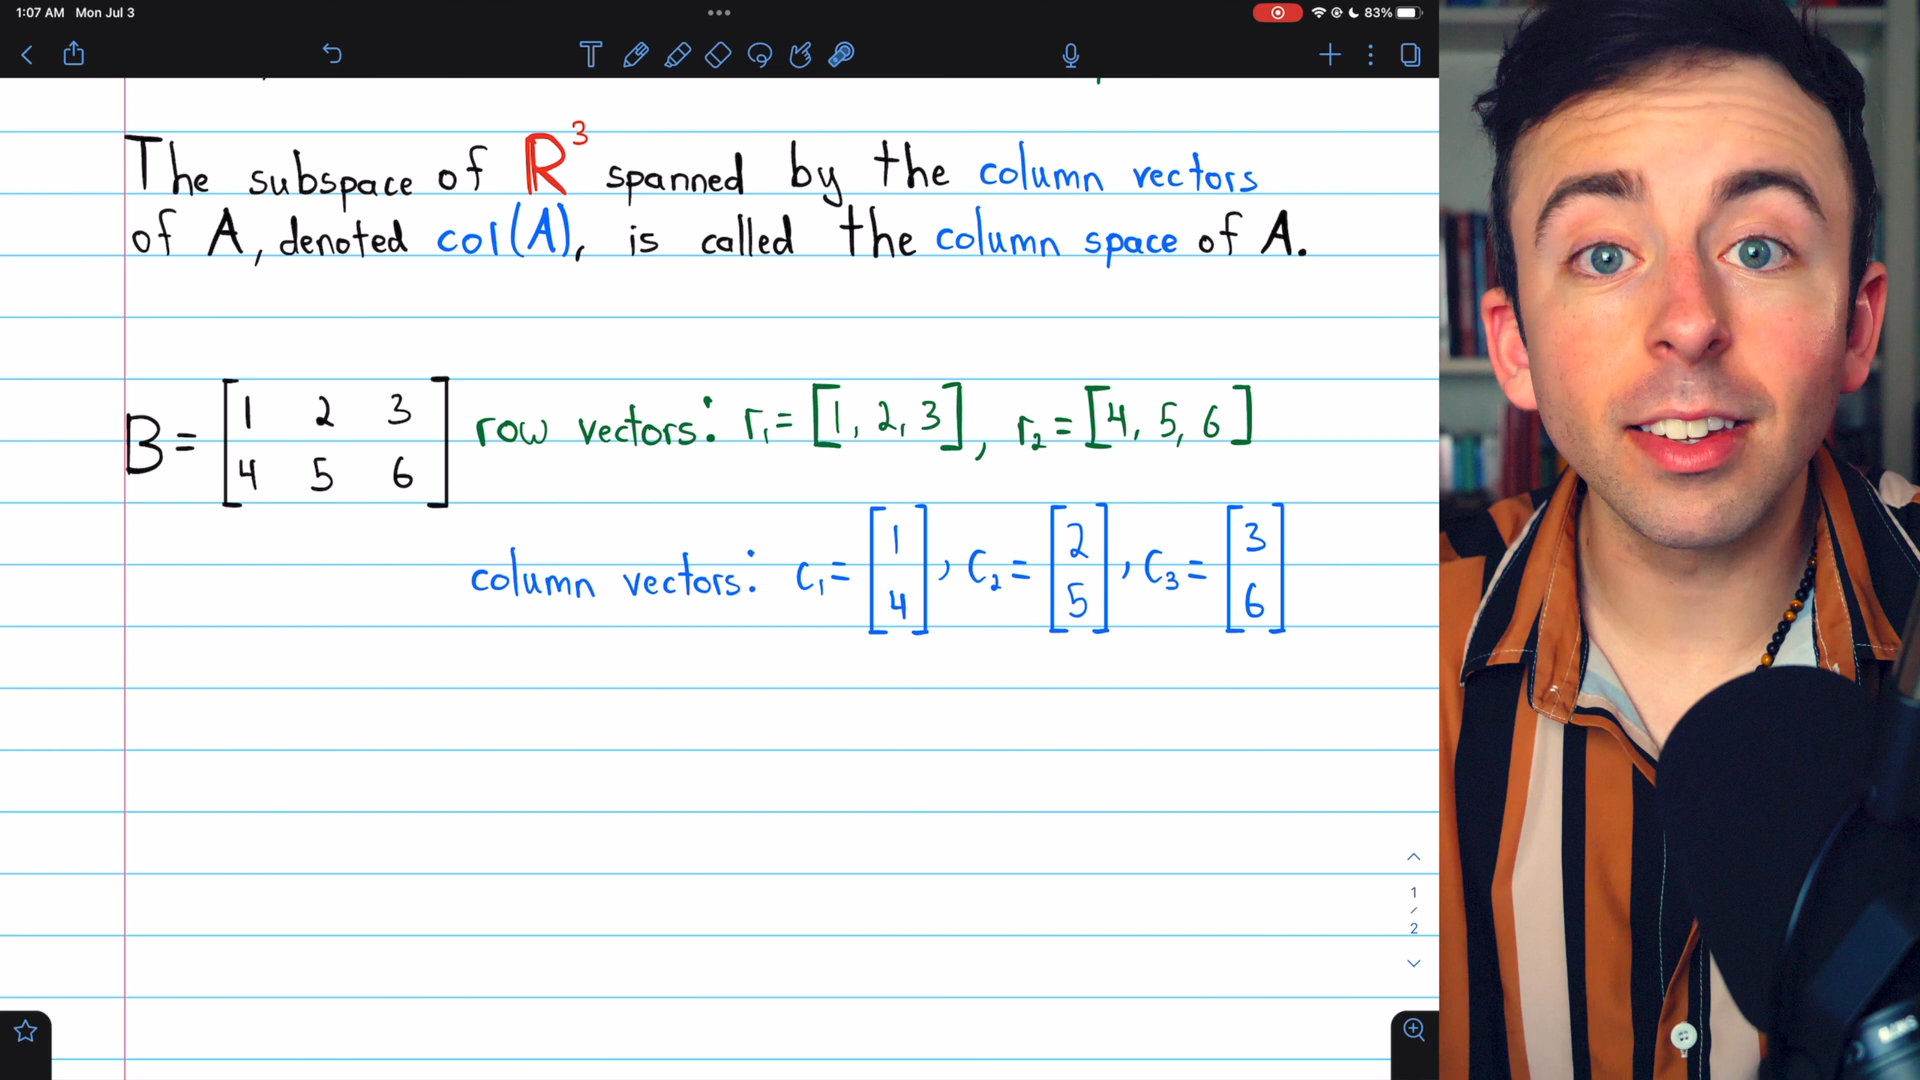 1:07 AM Mon Jul 3
83%
The subspace of R³ spanned by the column vectors
of A, denoted col(A), is called the column space of A.
B = [1 2 3
4 5 6]
row vectors: r₁ = [1, 2, 3], r₂ = [4, 5, 6]
column vectors: c₁ = [1 4], c₂ = [2 5], c₃ = [3 6]
1
/
2